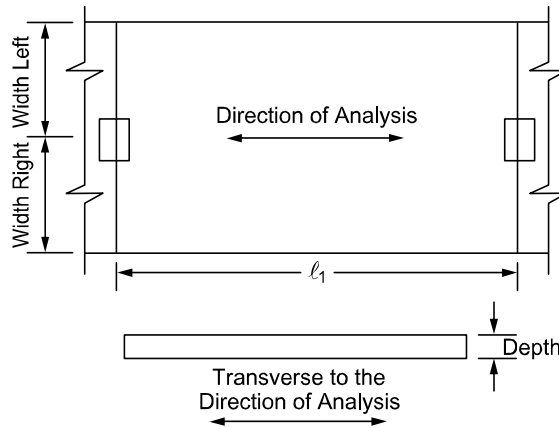 Width Left
Width Right
Direction of Analysis
ℓ1
Depth
Transverse to the
Direction of Analysis